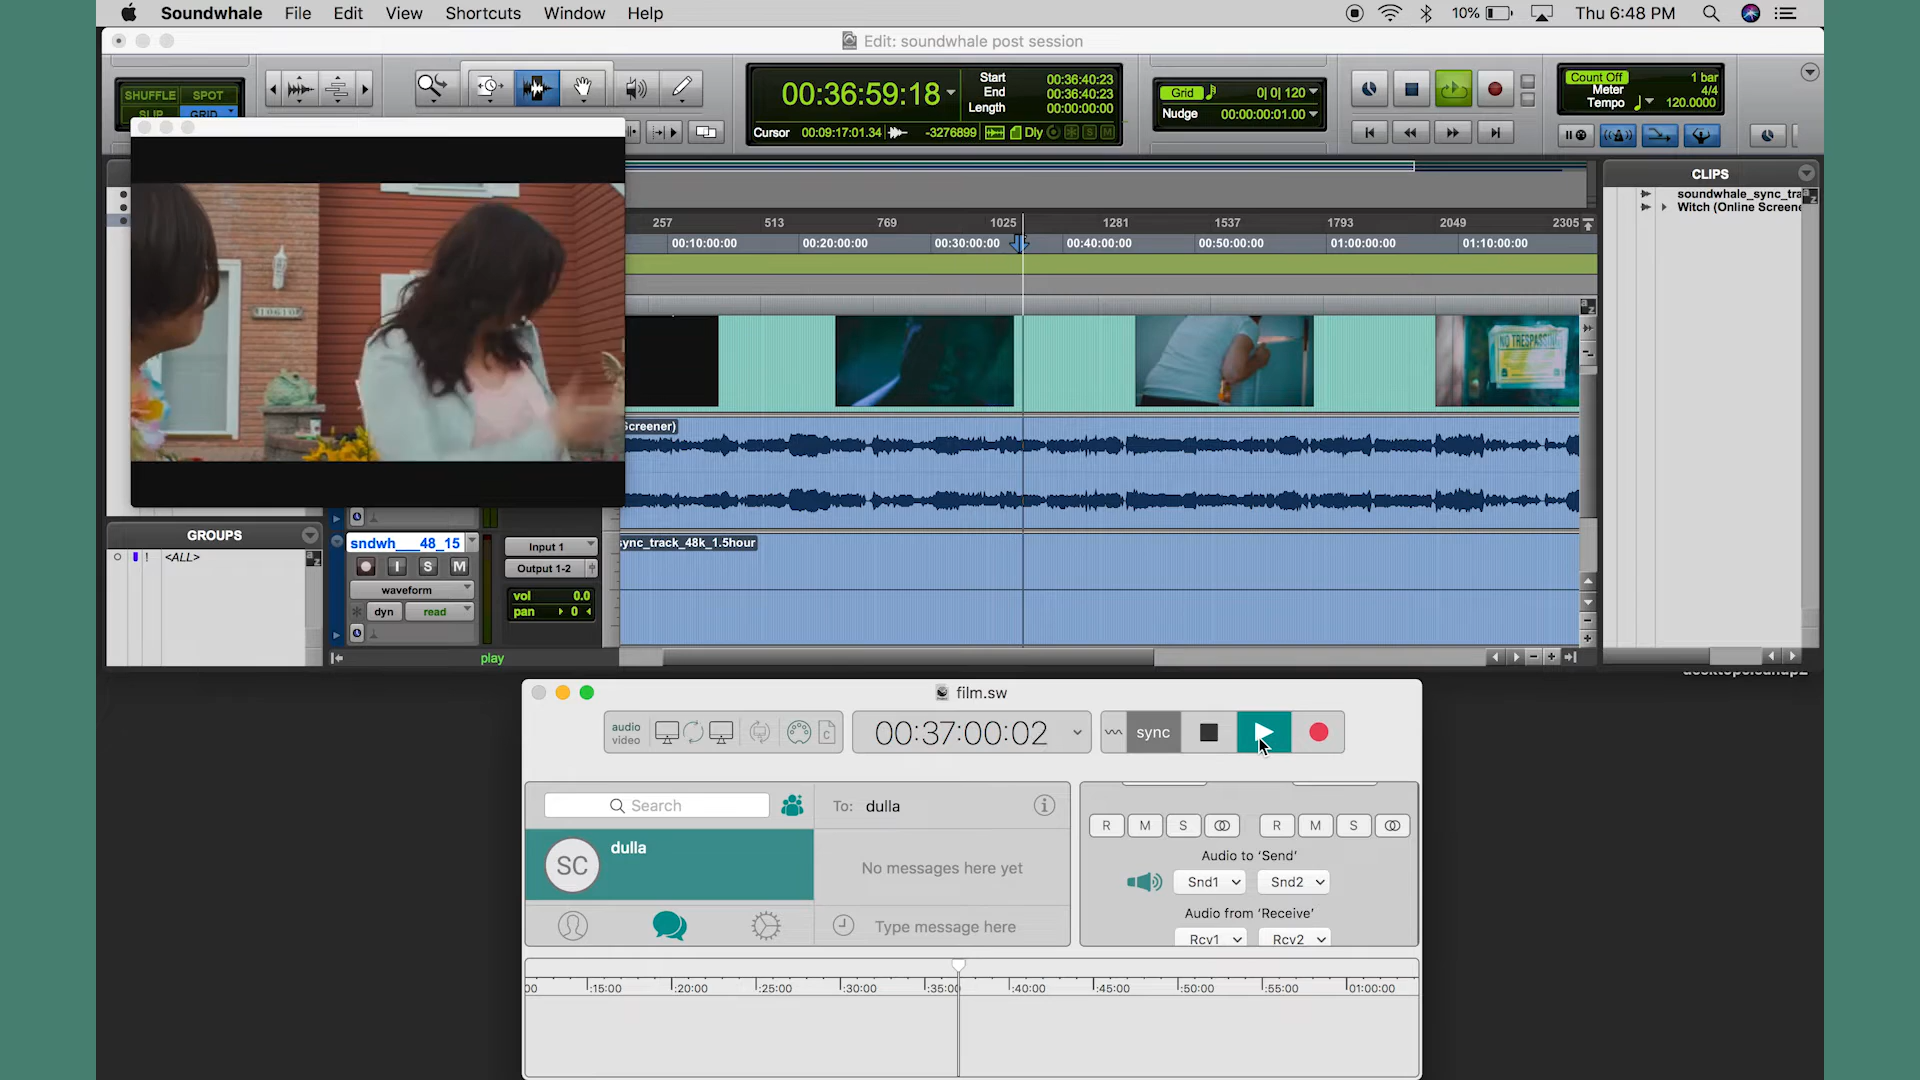 Soundwhale File Edit View Shortcuts Window Help 10% Thu 6:48 PM
Edit: soundwhale post session
SHUFFLE SPOT
SLIP GRID
00:36:59:18
Start 00:36:40:23
End 00:36:40:23
Length 00:00:00:00
Cursor 00:09:17:01.34 -3276899 Dly S M
Grid 0| 0| 120
Nudge 00:00:00:01.00
Count Off 1 bar
Meter 4/4
Tempo 120.0000
CLIPS
soundwhale_sync_tra
Witch (Online Screene
257 513 769 1025 1281 1537 1793 2049 2305
00:10:00:00 00:20:00:00 00:30:00:00 00:40:00:00 00:50:00:00 01:00:00:00 01:10:00:00
10610
NO TRESPASSING
Screener)
GROUPS
<ALL>
sndwh___48_15
I S M
waveform
dyn read
Input 1
Output 1-2
vol 0.0
pan 0
sync_track_48k_1.5hour
play
film.sw
audio
video
C
00:37:00:02
sync
Search
To: dulla
SC
dulla
No messages here yet
Type message here
R M S R M S
Audio to 'Send'
Snd1 Snd2
Audio from 'Receive'
Rcv1 Rcv2
00 :15:00 :20:00 :25:00 :30:00 :35:00 :40:00 :45:00 :50:00 :55:00 01:00:00